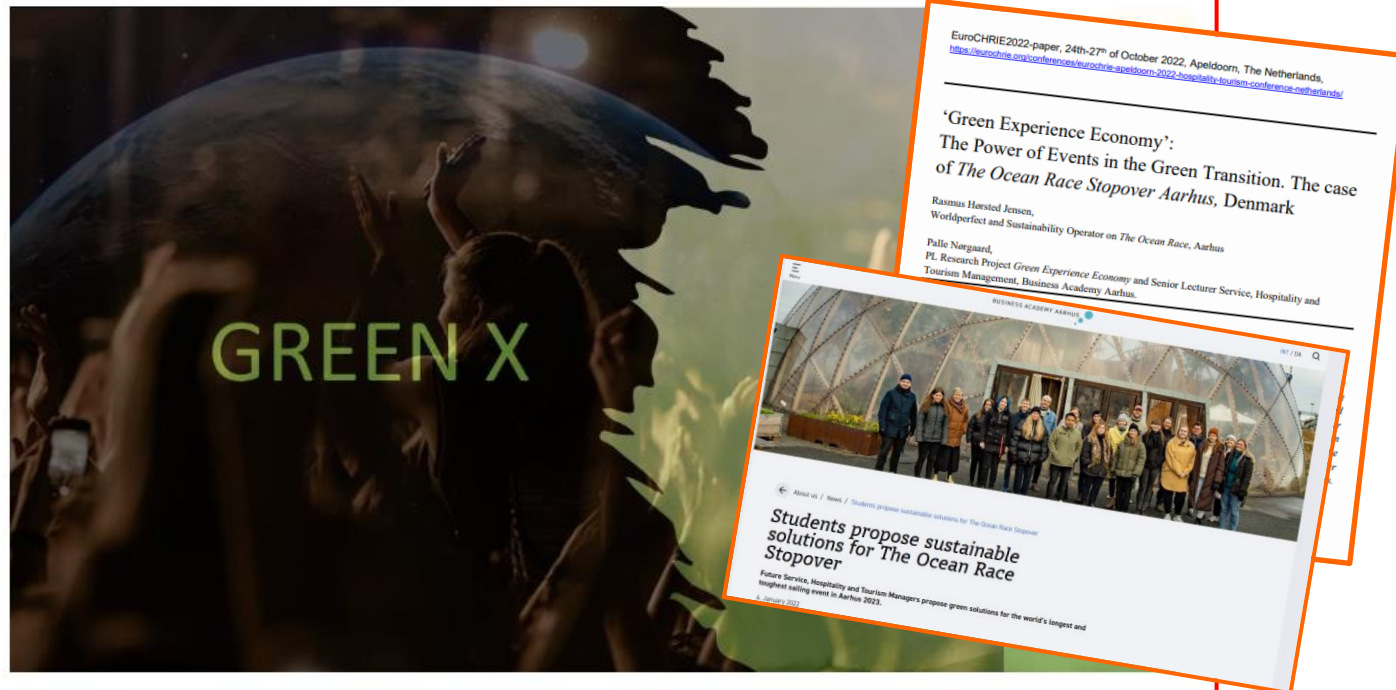 GREEN X
EuroCHRIE2022-paper, 24th-27th of October 2022, Apeldoorn, The Netherlands,
https://eurochrie.org/conferences/eurochrie-apeldoorn-2022-hospitality-tourism-conference-netherlands/
‘Green Experience Economy’:
The Power of Events in the Green Transition. The case
of The Ocean Race Stopover Aarhus, Denmark
Rasmus Hørsted Jensen,
Worldperfect and Sustainability Operator on The Ocean Race, Aarhus
Palle Nørgaard,
PL Research Project Green Experience Economy and Senior Lecturer Service, Hospitality and
Tourism Management, Business Academy Aarhus.
Menu
BUSINESS ACADEMY AARHUS
INT / DA
About us / News / Students propose sustainable solutions for The Ocean Race Stopover
Students propose sustainable
solutions for The Ocean Race
Stopover
Future Service, Hospitality and Tourism Managers propose green solutions for the world's longest and
toughest sailing event in Aarhus 2023.
January 2022